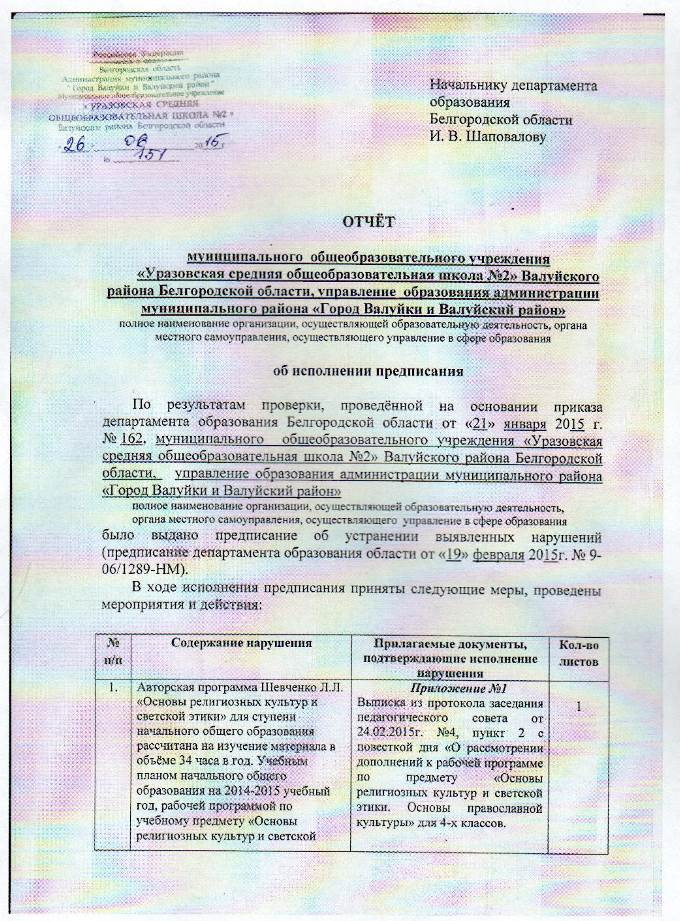 Российская Федерация
Белгородская область
Администрация муниципального района
"Город Валуйки и Валуйский район"
Муниципальное общеобразовательное учреждение
« УРАЗОВСКАЯ СРЕДНЯЯ
ОБЩЕОБРАЗОВАТЕЛЬНАЯ ШКОЛА №2 »
Валуйского района Белгородской области
26 06 2015 г
№ 151
Начальнику департамента
образования
Белгородской области
И. В. Шаповалову
ОТЧЁТ
муниципального общеобразовательного учреждения
«Уразовская средняя общеобразовательная школа №2» Валуйского
района Белгородской области, управление образования администрации
муниципального района «Город Валуйки и Валуйский район»
полное наименование организации, осуществляющей образовательную деятельность, органа
местного самоуправления, осуществляющего управление в сфере образования
об исполнении предписания
По результатам проверки, проведённой на основании приказа
департамента образования Белгородской области от «21» января 2015 г.
№ 162, муниципального общеобразовательного учреждения «Уразовская
средняя общеобразовательная школа №2» Валуйского района Белгородской
области, управление образования администрации муниципального района
«Город Валуйки и Валуйский район»
полное наименование организации, осуществляющей образовательную деятельность,
органа местного самоуправления, осуществляющего управление в сфере образования
было выдано предписание об устранении выявленных нарушений
(предписание департамента образования области от «19» февраля 2015г. № 9-
06/1289-НМ).
В ходе исполнения предписания приняты следующие меры, проведены
мероприятия и действия:
№
п/п
Содержание нарушения
Прилагаемые документы,
подтверждающие исполнение
нарушения
Кол-во
листов
1.
Авторская программа Шевченко Л.Л.
«Основы религиозных культур и
светской этики» для ступени
начального общего образования
рассчитана на изучение материала в
объёме 34 часа в год. Учебным
планом начального общего
образования на 2014-2015 учебный
год, рабочей программой по
учебному предмету «Основы
религиозных культур и светской
Приложение №1
Выписка из протокола заседания
педагогического совета от
24.02.2015г. №4, пункт 2 с
повесткой дня «О рассмотрении
дополнений к рабочей программе
по предмету «Основы
религиозных культур и светской
этики. Основы православной
культуры» для 4-х классов.
1